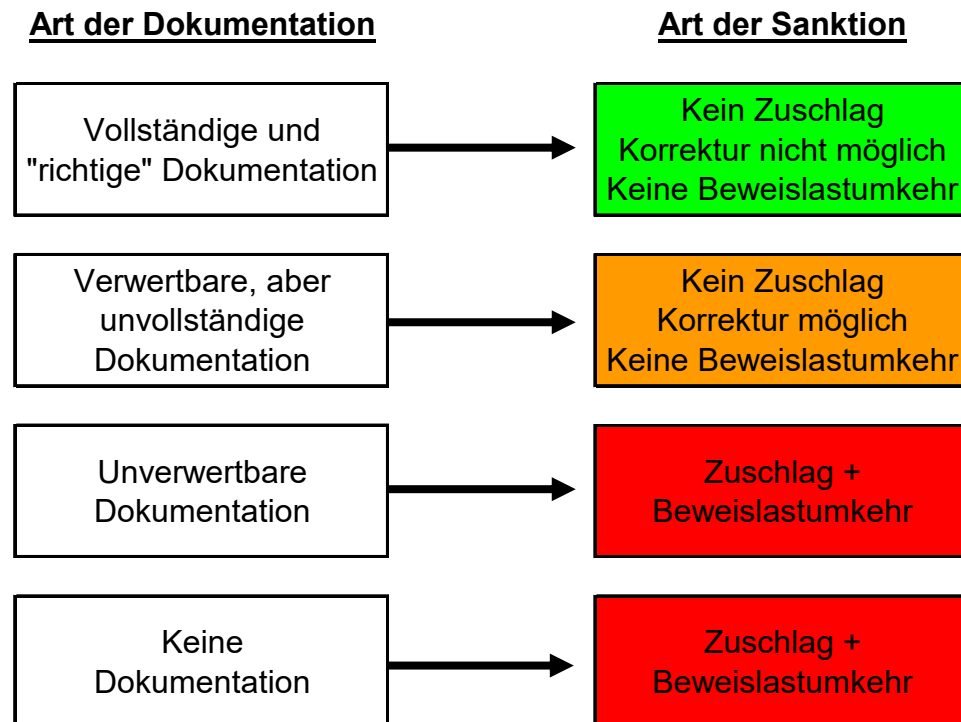 Art der Dokumentation
Art der Sanktion
Vollständige und
"richtige" Dokumentation
Kein Zuschlag
Korrektur nicht möglich
Keine Beweislastumkehr
Verwertbare, aber
unvollständige
Dokumentation
Kein Zuschlag
Korrektur möglich
Keine Beweislastumkehr
Unverwertbare
Dokumentation
Zuschlag +
Beweislastumkehr
Keine
Dokumentation
Zuschlag +
Beweislastumkehr